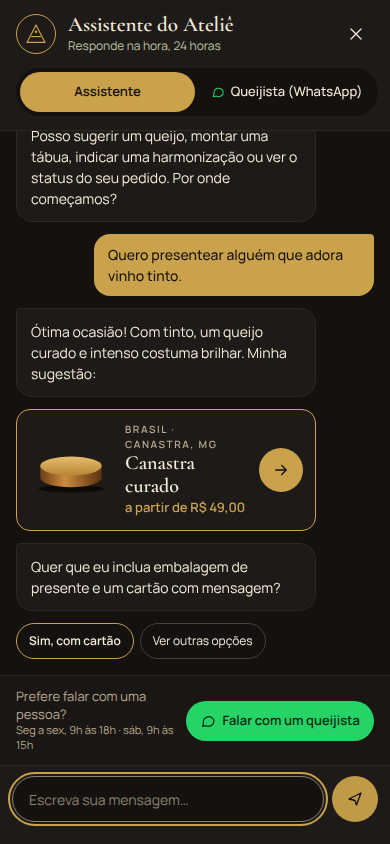 Assistente do Ateliê
Responde na hora, 24 horas
Assistente
Queijista (WhatsApp)
Posso sugerir um queijo, montar uma
tábua, indicar uma harmonização ou ver o
status do seu pedido. Por onde
começamos?
Quero presentear alguém que adora
vinho tinto.
Ótima ocasião! Com tinto, um queijo
curado e intenso costuma brilhar. Minha
sugestão:
BRASIL ·
CANASTRA, MG
Canastra
curado
a partir de R$ 49,00
Quer que eu inclua embalagem de
presente e um cartão com mensagem?
Sim, com cartão
Ver outras opções
Prefere falar com uma
pessoa?
Seg a sex, 9h às 18h · sáb, 9h às
15h
Falar com um queijista
Escreva sua mensagem...